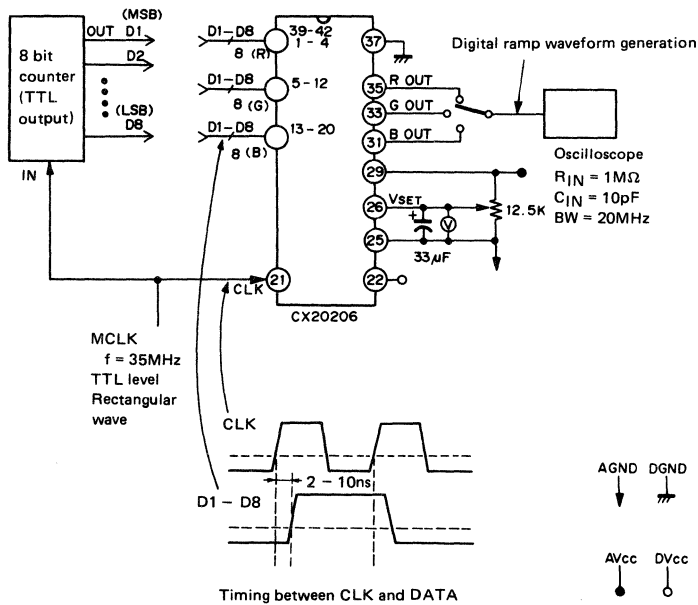 (MSB)
OUT D1
D2
8 bit
counter
(TTL
output)
(LSB)
D8
IN
D1-D8
8 (R)
39-42
1-4
D1-D8
8 (G)
5-12
D1-D8
8 (B)
13-20
21
CLK
CX20206
37
35
R OUT
33
G OUT
31
B OUT
29
26
VSET
+
V
12.5K
25
33μF
22
Digital ramp waveform generation
Oscilloscope
RIN = 1MΩ
CIN = 10pF
BW = 20MHz
MCLK
f = 35MHz
TTL level
Rectangular
wave
CLK
2 – 10ns
D1 – D8
Timing between CLK and DATA
AGND DGND
AVcc DVcc